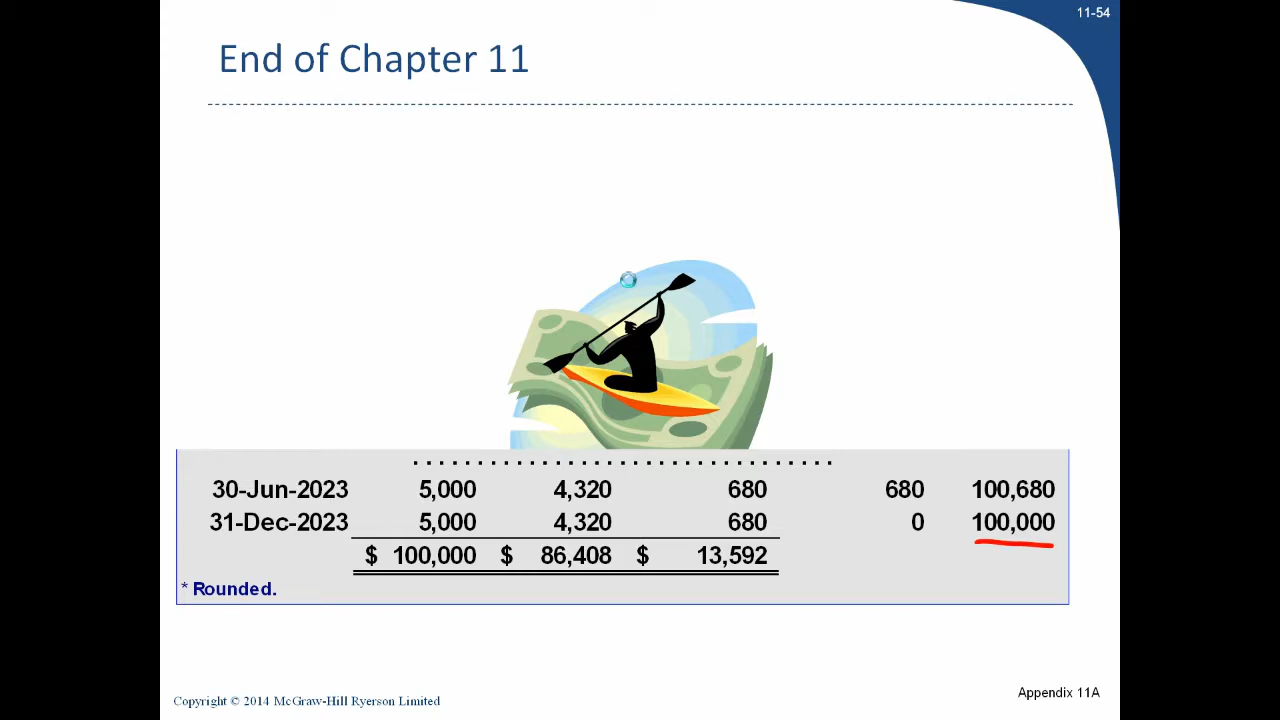 11-54
End of Chapter 11
30-Jun-2023 5,000 4,320 680 680 100,680
31-Dec-2023 5,000 4,320 680 0 100,000
$ 100,000 $ 86,408 $ 13,592
* Rounded.
Appendix 11A
Copyright © 2014 McGraw-Hill Ryerson Limited